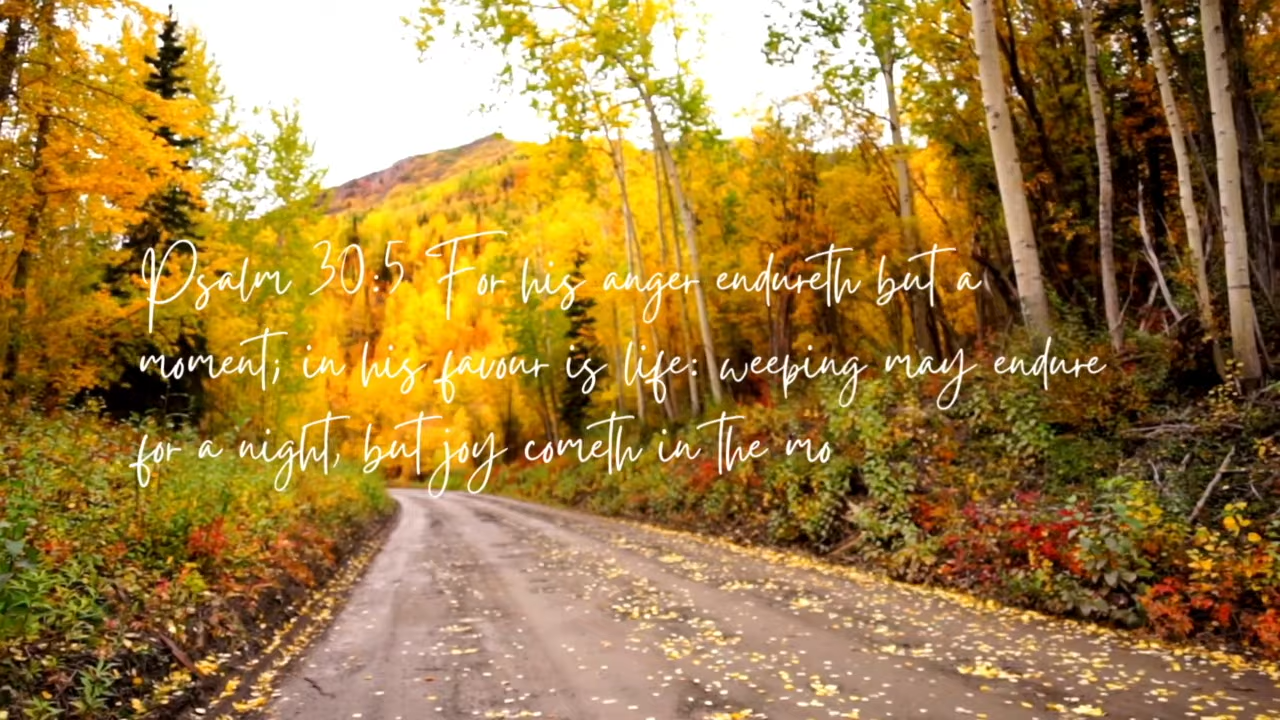 Psalm 30:5 For his anger endureth but a
moment; in his favour is life: weeping may endure
for a night, but joy cometh in the mo